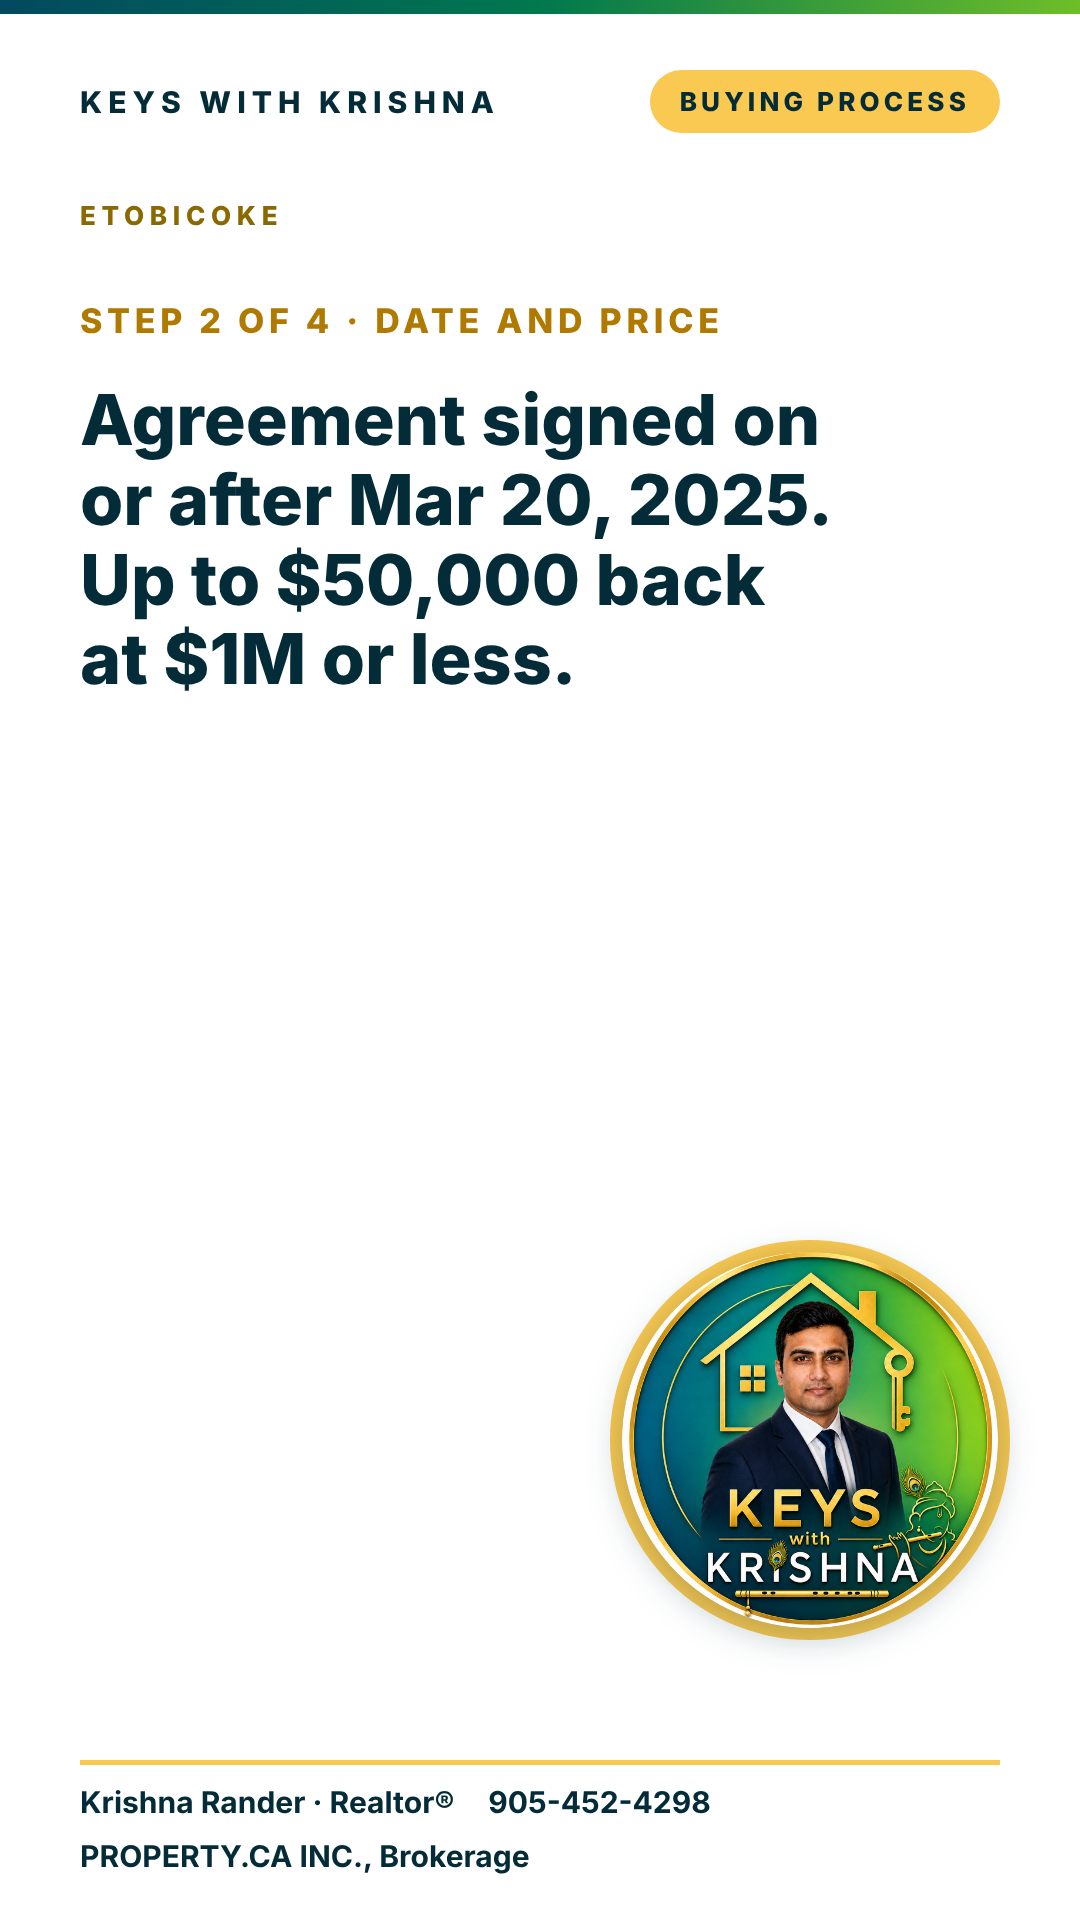 KEYS WITH KRISHNA
BUYING PROCESS
ETOBICOKE
STEP 2 OF 4 · DATE AND PRICE
Agreement signed on
or after Mar 20, 2025.
Up to $50,000 back
at $1M or less.
KEYS
with
KRISHNA
Krishna Rander · Realtor® 905-452-4298
PROPERTY.CA INC., Brokerage